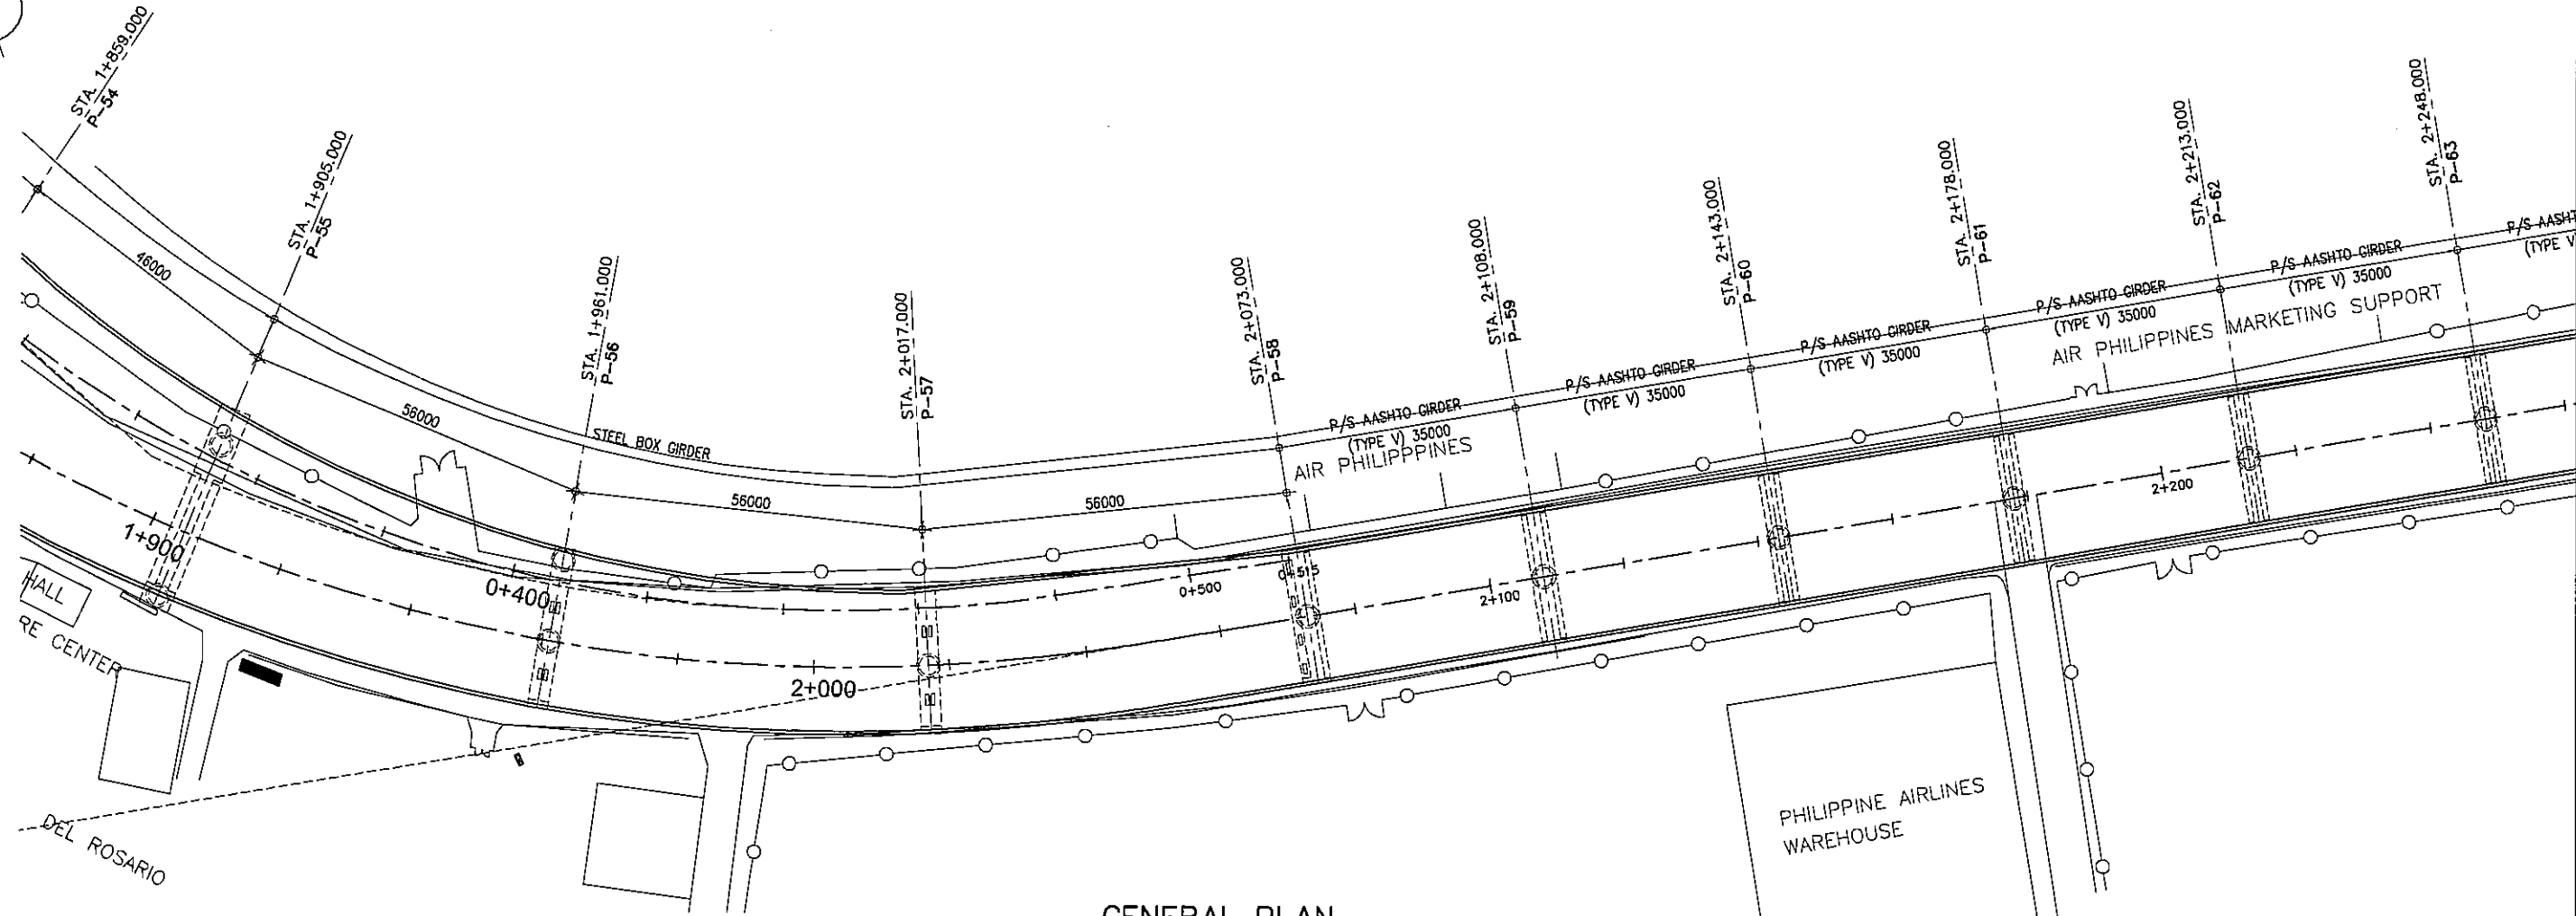 STA. 1+859.000
P-54
STA. 1+905.000
P-55
STA. 1+961.000
P-56
STA. 2+017.000
P-57
STA. 2+073.000
P-58
STA. 2+108.000
P-59
STA. 2+143.000
P-60
STA. 2+178.000
P-61
STA. 2+213.000
P-62
STA. 2+248.000
P-63
46000
56000
STEEL BOX GIRDER
56000
56000
P/S AASHTO GIRDER
(TYPE V) 35000
P/S AASHTO GIRDER
(TYPE V) 35000
P/S AASHTO GIRDER
(TYPE V) 35000
P/S AASHTO GIRDER
(TYPE V) 35000
P/S AASHTO GIRDER
(TYPE V) 35000
P/S AASHT
(TYPE V
AIR PHILIPPPINES
AIR PHILIPPINES MARKETING SUPPORT
1+900
0+400
2+000
0+500
0+515
2+100
2+200
HALL
RE CENTER
DEL ROSARIO
PHILIPPINE AIRLINES
WAREHOUSE
GENERAL PLAN